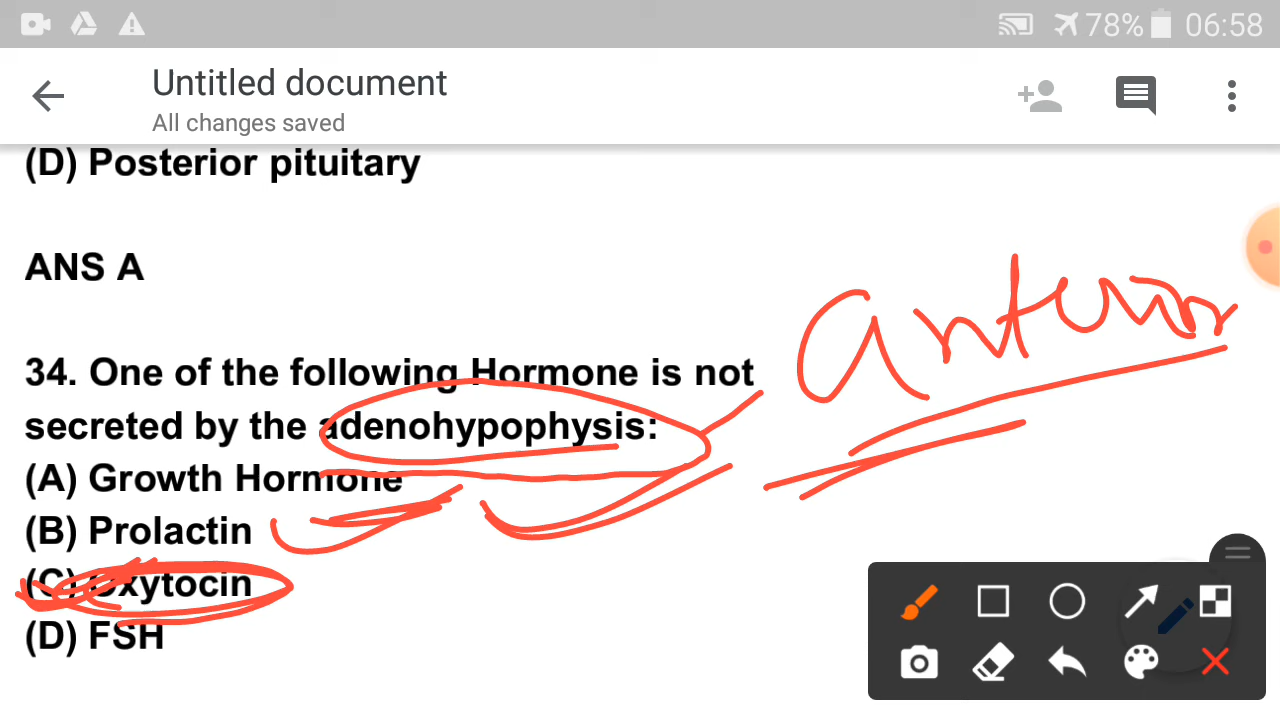 78% 06:58
Untitled document
All changes saved
(D) Posterior pituitary
ANS A
anterior
34. One of the following Hormone is not
secreted by the adenohypophysis:
(A) Growth Hormone
(B) Prolactin
(C) Oxytocin
(D) FSH